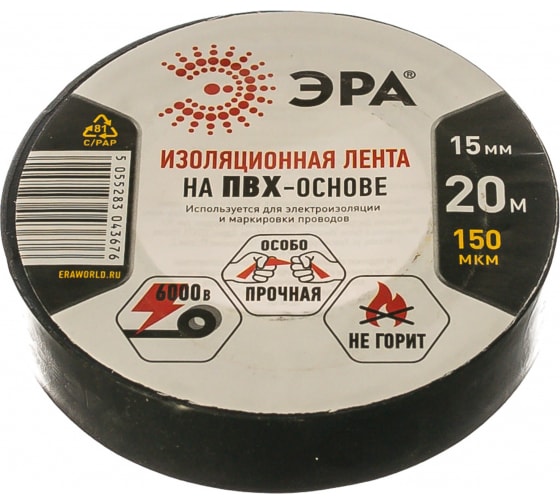 ЭРА®
ИЗОЛЯЦИОННАЯ ЛЕНТА
НА ПВХ-ОСНОВЕ
Используется для электроизоляции
и маркировки проводов
15 мм
20 м
150
МКМ
81
C/PAP
5 055283 043676
ERAWORLD.RU
6000 В
ОСОБО
ПРОЧНАЯ
НЕ ГОРИТ